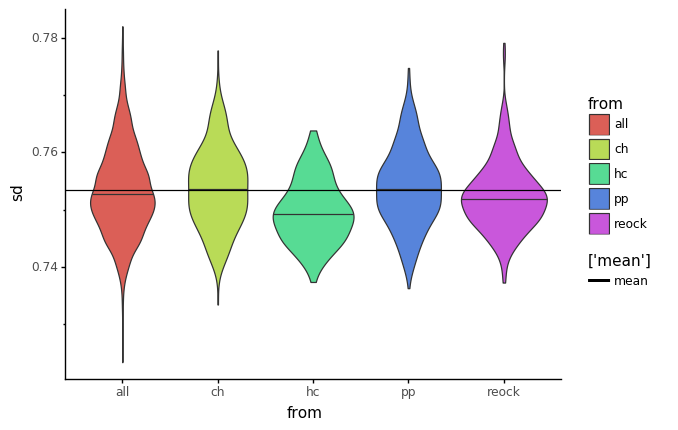 0.78
0.76
0.74
sd
all
ch
hc
pp
reock
from
from
all
ch
hc
pp
reock
['mean']
mean